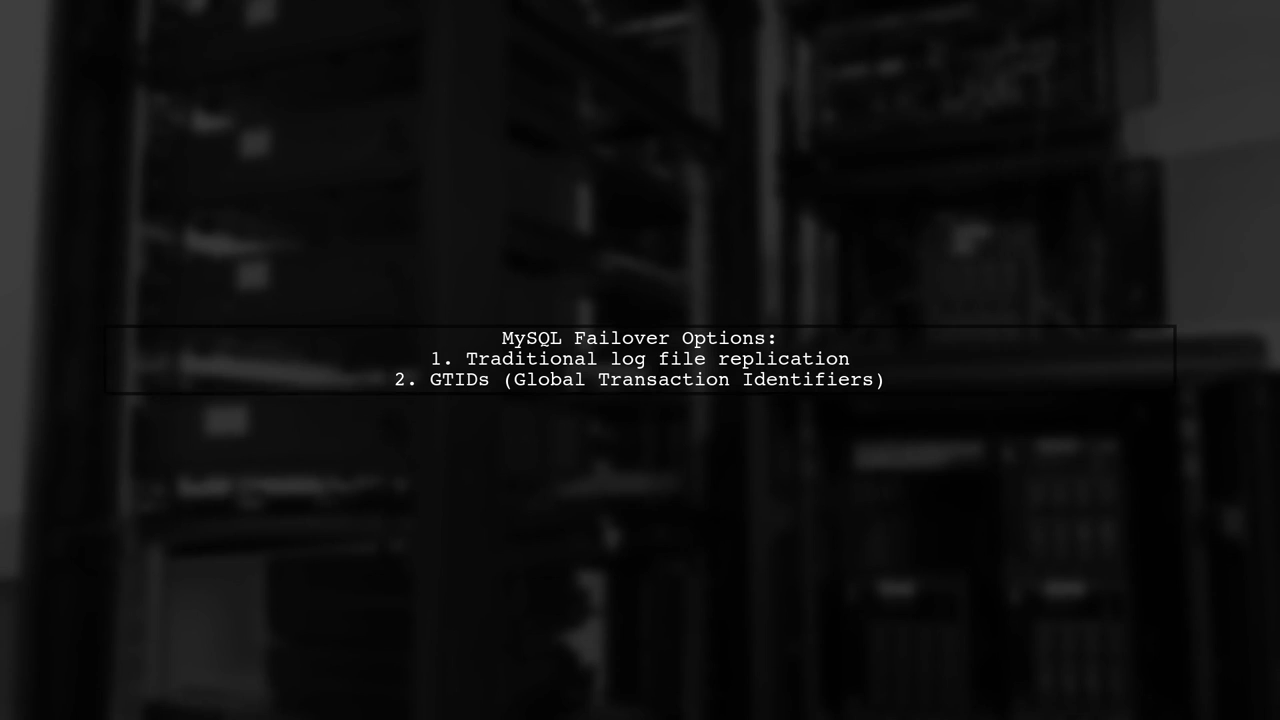 MySQL Failover Options:
1. Traditional log file replication
2. GTIDs (Global Transaction Identifiers)